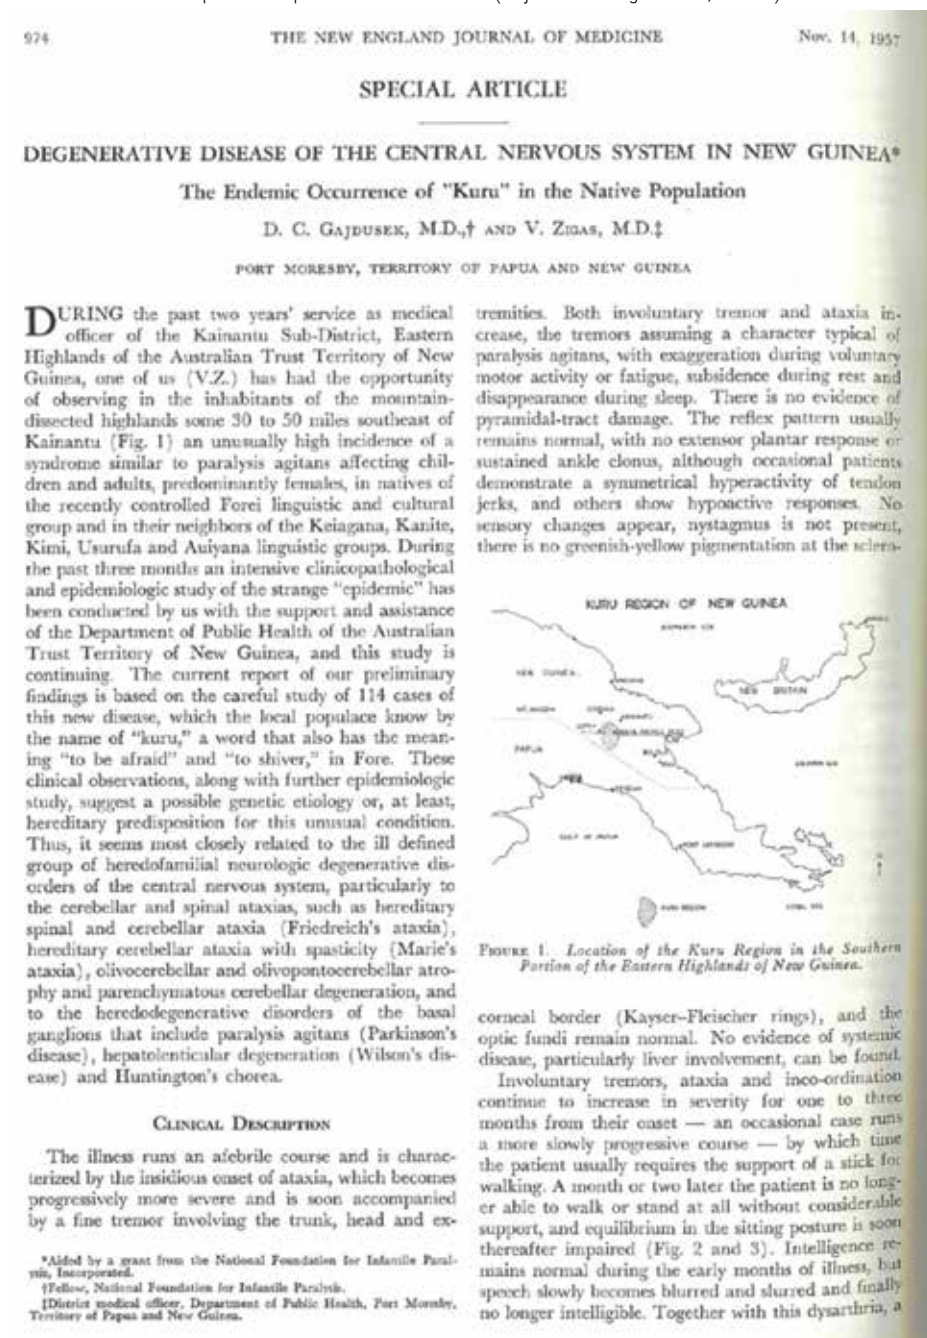 974
THE NEW ENGLAND JOURNAL OF MEDICINE
Nov. 14, 1957
SPECIAL ARTICLE
DEGENERATIVE DISEASE OF THE CENTRAL NERVOUS SYSTEM IN NEW GUINEA*
The Endemic Occurrence of "Kuru" in the Native Population
D. C. GAJDUSEK, M.D.,† AND V. ZIGAS, M.D.‡
PORT MORESBY, TERRITORY OF PAPUA AND NEW GUINEA
DURING the past two years' service as medical
officer of the Kainantu Sub-District, Eastern
Highlands of the Australian Trust Territory of New
Guinea, one of us (V.Z.) has had the opportunity
of observing in the inhabitants of the mountain-
dissected highlands some 30 to 50 miles southeast of
Kainantu (Fig. 1) an unusually high incidence of a
syndrome similar to paralysis agitans affecting chil-
dren and adults, predominantly females, in natives of
the recently controlled Forei linguistic and cultural
group and in their neighbors of the Keiagana, Kanite,
Kimi, Usurufa and Auiyana linguistic groups. During
the past three months an intensive clinicopathological
and epidemiologic study of the strange "epidemic" has
been conducted by us with the support and assistance
of the Department of Public Health of the Australian
Trust Territory of New Guinea, and this study is
continuing. The current report of our preliminary
findings is based on the careful study of 114 cases of
this new disease, which the local populace know by
the name of "kuru," a word that also has the mean-
ing "to be afraid" and "to shiver," in Fore. These
clinical observations, along with further epidemiologic
study, suggest a possible genetic etiology or, at least,
hereditary predisposition for this unusual condition.
Thus, it seems most closely related to the ill defined
group of heredofamilial neurologic degenerative dis-
orders of the central nervous system, particularly to
the cerebellar and spinal ataxias, such as hereditary
spinal and cerebellar ataxia (Friedreich's ataxia),
hereditary cerebellar ataxia with spasticity (Marie's
ataxia), olivocerebellar and olivopontocerebellar atro-
phy and parenchymatous cerebellar degeneration, and
to the heredodegenerative disorders of the basal
ganglions that include paralysis agitans (Parkinson's
disease), hepatolenticular degeneration (Wilson's dis-
ease) and Huntington's chorea.
CLINICAL DESCRIPTION
The illness runs an afebrile course and is charac-
terized by the insidious onset of ataxia, which becomes
progressively more severe and is soon accompanied
by a fine tremor involving the trunk, head and ex-
*Aided by a grant from the National Foundation for Infantile Paral-
ysis, Incorporated.
†Fellow, National Foundation for Infantile Paralysis.
‡District medical officer, Department of Public Health, Port Moresby,
Territory of Papua and New Guinea.
tremities. Both involuntary tremor and ataxia in-
crease, the tremors assuming a character typical of
paralysis agitans, with exaggeration during voluntary
motor activity or fatigue, subsidence during rest and
disappearance during sleep. There is no evidence of
pyramidal-tract damage. The reflex pattern usually
remains normal, with no extensor plantar response or
sustained ankle clonus, although occasional patients
demonstrate a symmetrical hyperactivity of tendon
jerks, and others show hypoactive responses. No
sensory changes appear, nystagmus is not present,
there is no greenish-yellow pigmentation at the sclero-
KURU REGION OF NEW GUINEA
NEW GUINEA
NEW BRITAIN
PAPUA
GULF OF PAPUA
PORT MORESBY
KURU REGION
CORAL SEA
FIGURE 1. Location of the Kuru Region in the Southern
Portion of the Eastern Highlands of New Guinea.
corneal border (Kayser–Fleischer rings), and the
optic fundi remain normal. No evidence of systemic
disease, particularly liver involvement, can be found.
Involuntary tremors, ataxia and inco-ordination
continue to increase in severity for one to three
months from their onset — an occasional case runs
a more slowly progressive course — by which time
the patient usually requires the support of a stick for
walking. A month or two later the patient is no long-
er able to walk or stand at all without considerable
support, and equilibrium in the sitting posture is soon
thereafter impaired (Fig. 2 and 3). Intelligence re-
mains normal during the early months of illness, but
speech slowly becomes blurred and slurred and finally
no longer intelligible. Together with this dysarthria, a